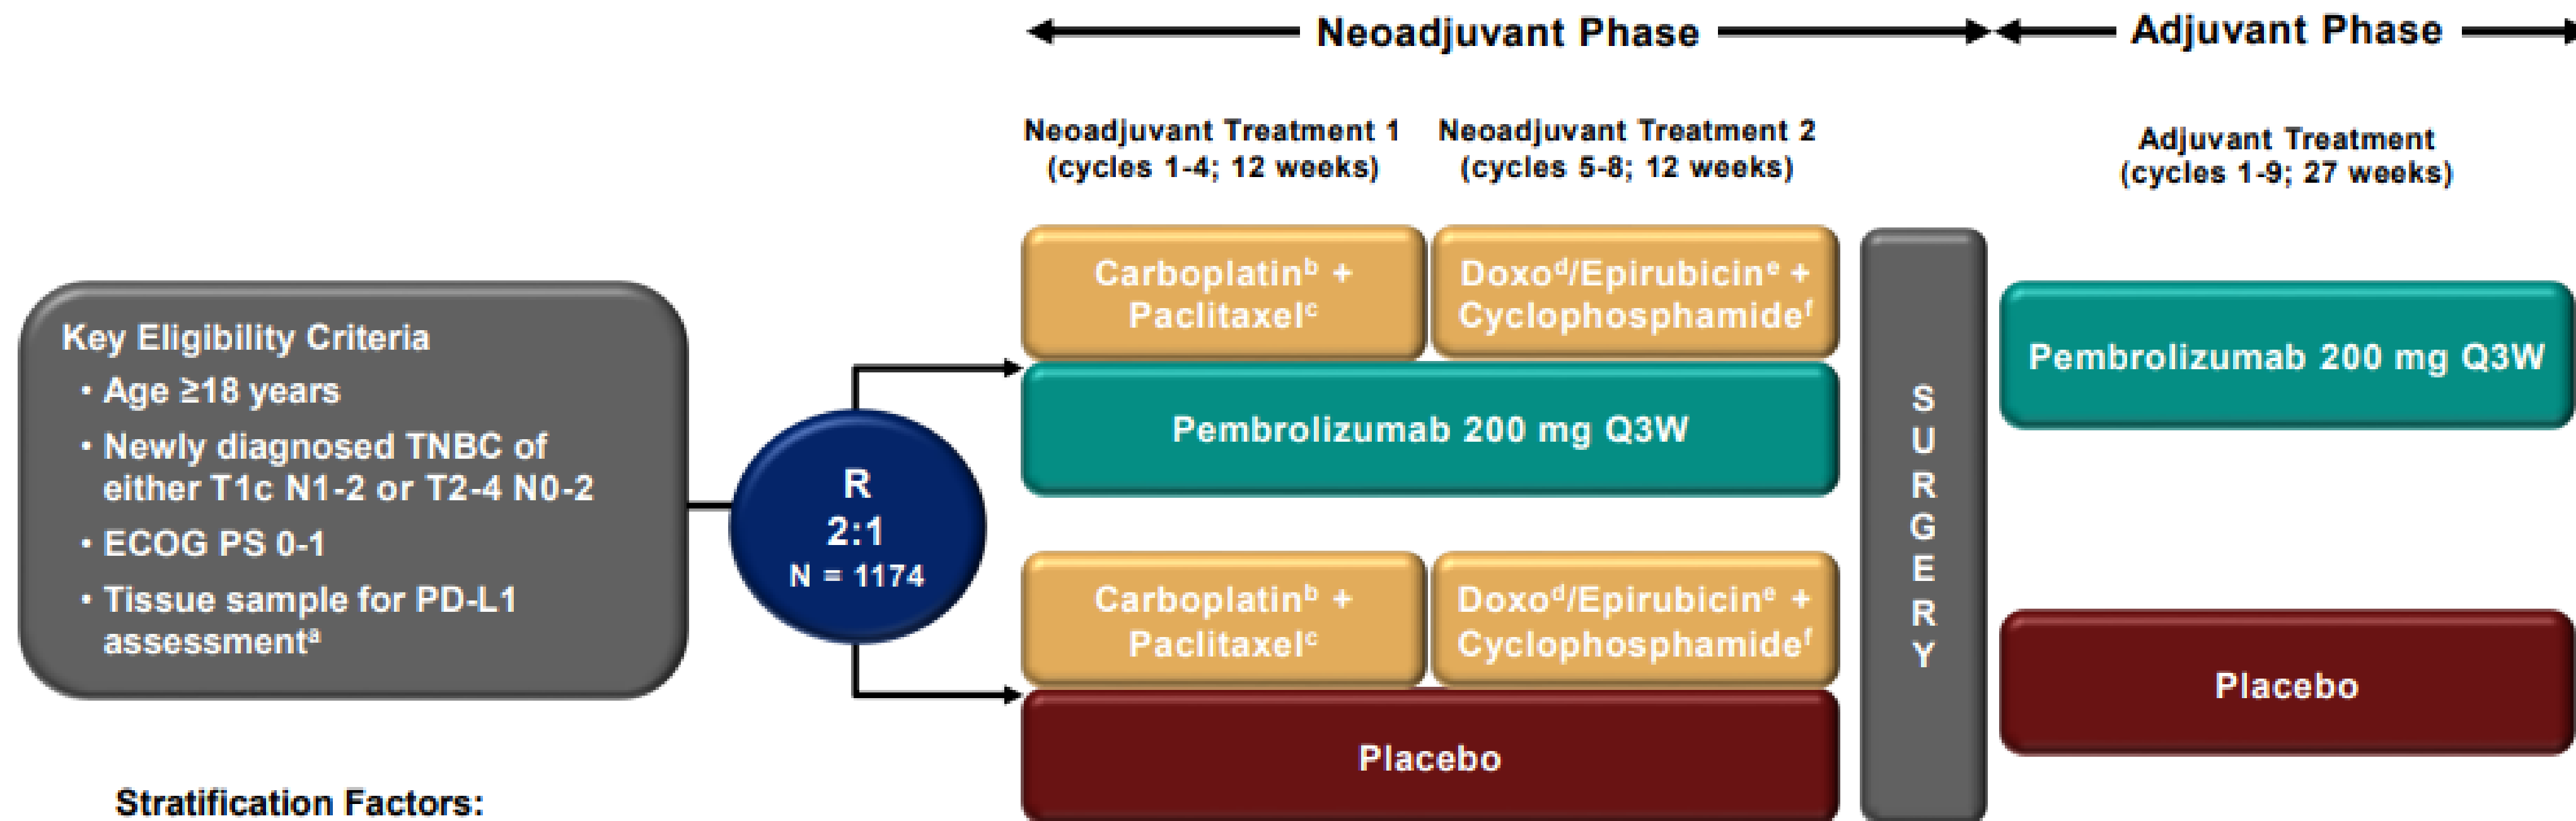 Neoadjuvant Phase
Adjuvant Phase
Neoadjuvant Treatment 1
(cycles 1-4; 12 weeks)
Neoadjuvant Treatment 2
(cycles 5-8; 12 weeks)
Adjuvant Treatment
(cycles 1-9; 27 weeks)
Key Eligibility Criteria
• Age ≥18 years
• Newly diagnosed TNBC of
either T1c N1-2 or T2-4 N0-2
• ECOG PS 0-1
• Tissue sample for PD-L1
assessmentᵃ
R
2:1
N = 1174
Carboplatinᵇ +
Paclitaxelᶜ
Doxoᵈ/Epirubicinᵉ +
Cyclophosphamideᶠ
Pembrolizumab 200 mg Q3W
Carboplatinᵇ +
Paclitaxelᶜ
Doxoᵈ/Epirubicinᵉ +
Cyclophosphamideᶠ
Placebo
SURGERY
Pembrolizumab 200 mg Q3W
Placebo
Stratification Factors: